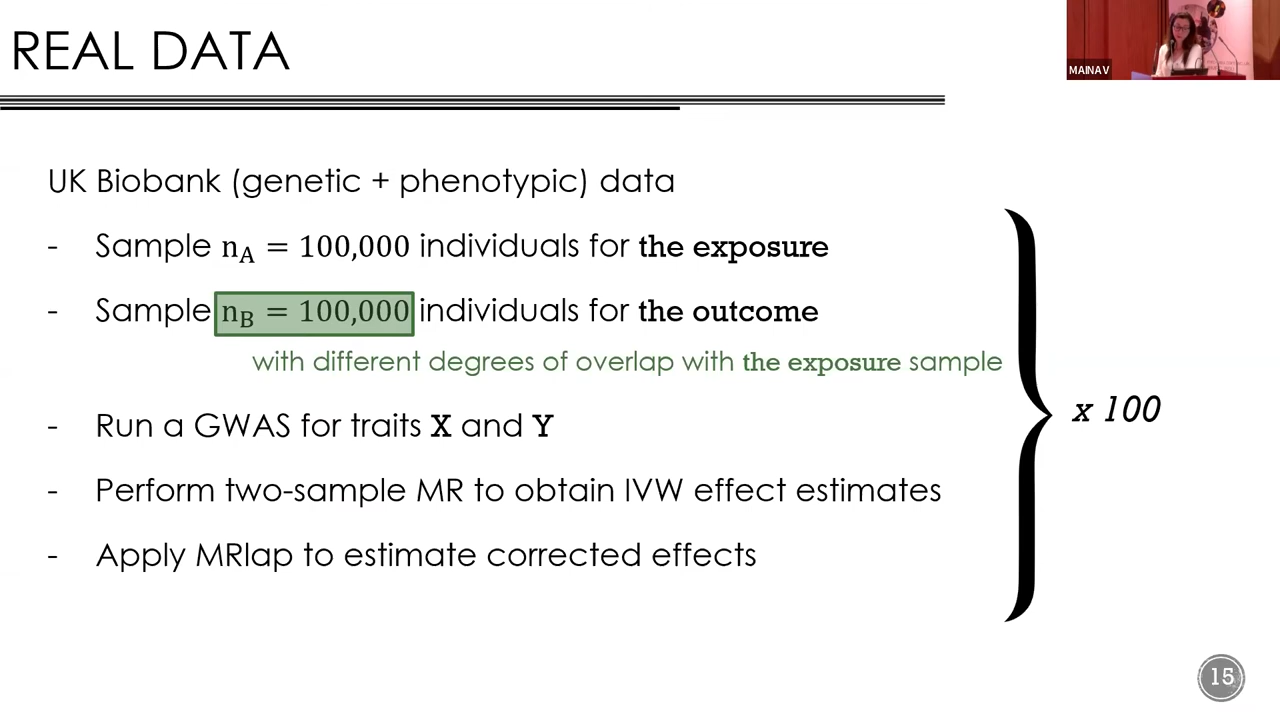 REAL DATA
MAINAV
UK Biobank (genetic + phenotypic) data
- Sample n_A = 100,000 individuals for the exposure
- Sample n_B = 100,000 individuals for the outcome
with different degrees of overlap with the exposure sample
- Run a GWAS for traits X and Y
- Perform two-sample MR to obtain IVW effect estimates
- Apply MRlap to estimate corrected effects
x 100
15